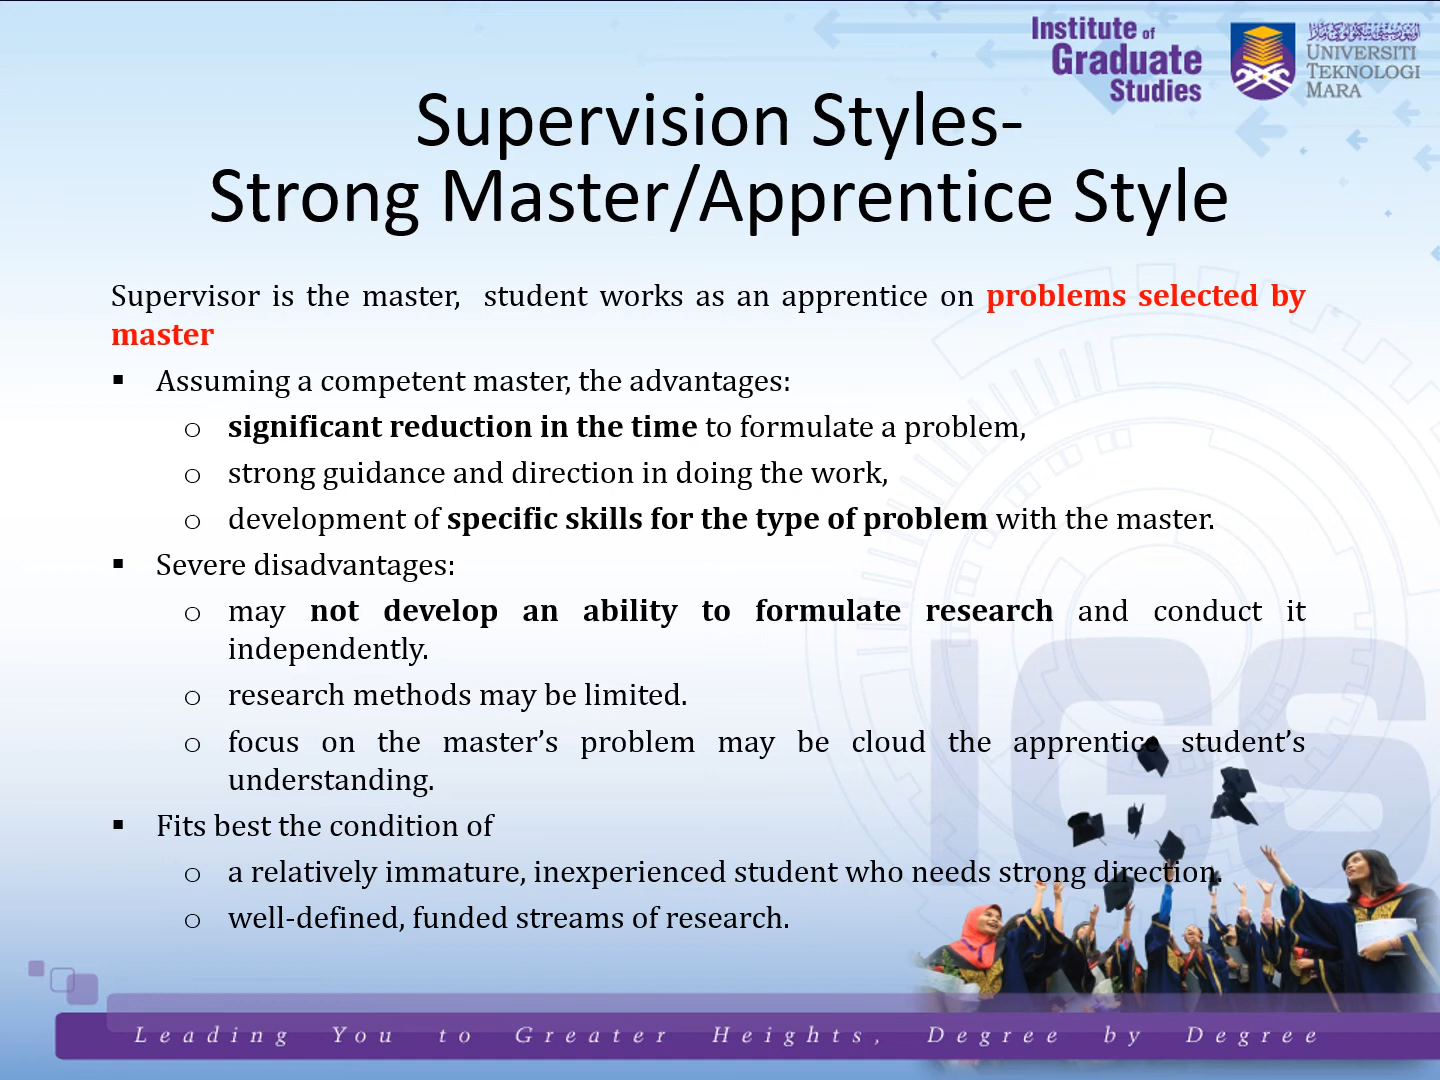 Institute of
Graduate
Studies
UNIVERSITI
TEKNOLOGI
MARA
Supervision Styles-
Strong Master/Apprentice Style
Supervisor is the master, student works as an apprentice on problems selected by
master
▪ Assuming a competent master, the advantages:
o significant reduction in the time to formulate a problem,
o strong guidance and direction in doing the work,
o development of specific skills for the type of problem with the master.
▪ Severe disadvantages:
o may not develop an ability to formulate research and conduct it
independently.
o research methods may be limited.
o focus on the master’s problem may be cloud the apprentice student’s
understanding.
▪ Fits best the condition of
o a relatively immature, inexperienced student who needs strong direction.
o well-defined, funded streams of research.
IGS
Leading You to Greater Heights, Degree by Degree